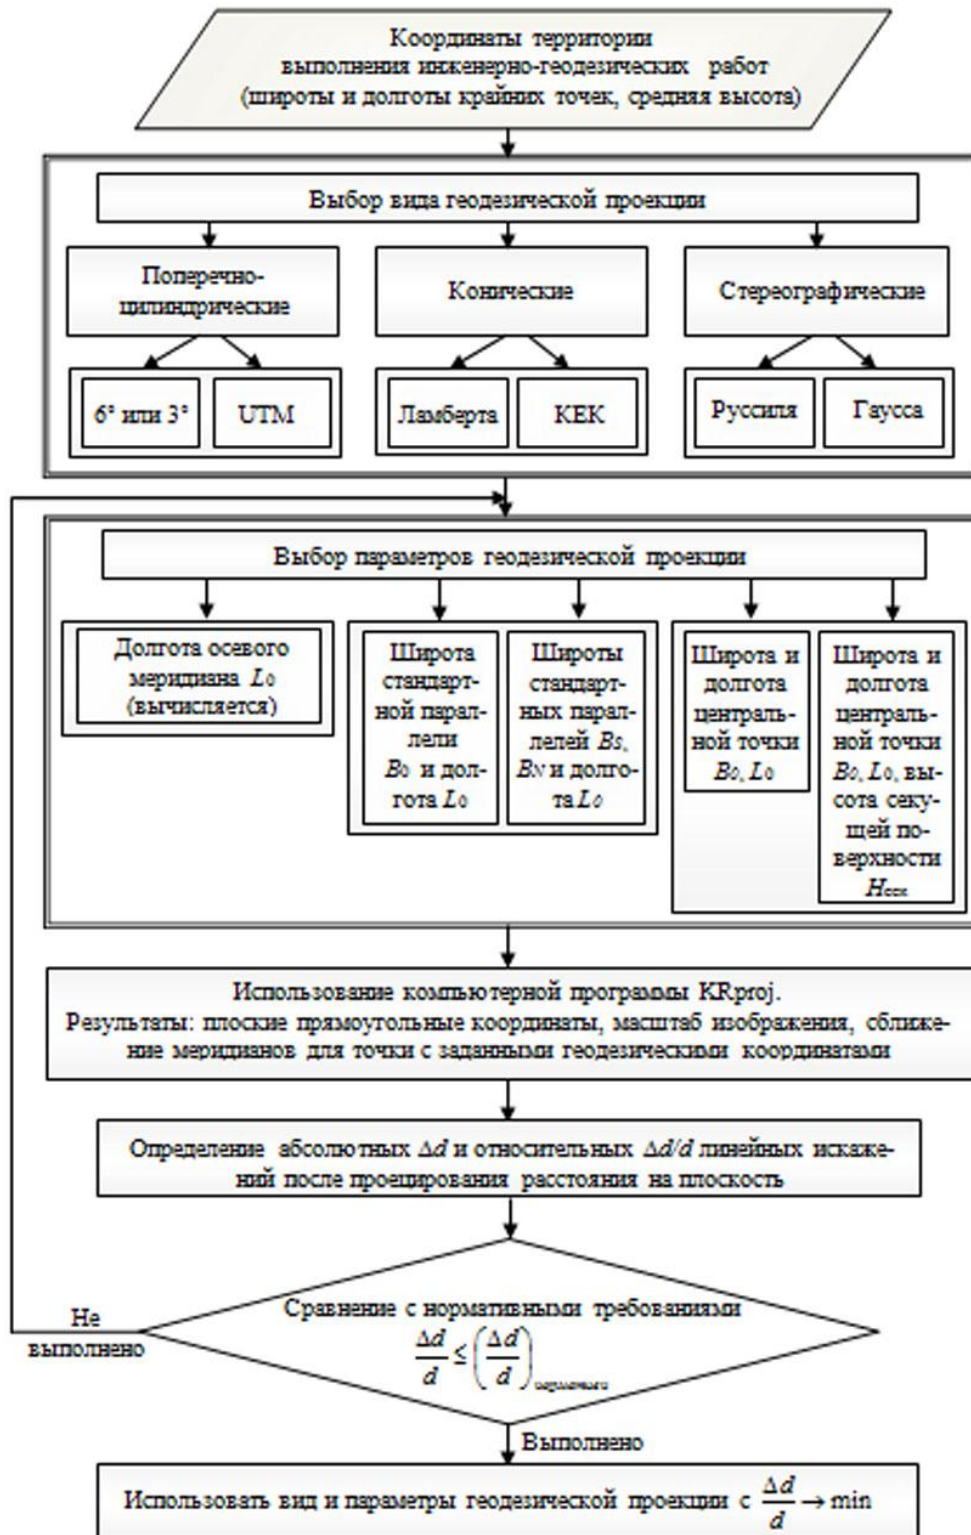 Координаты территории
выполнения инженерно-геодезических работ
(широты и долготы крайних точек, средняя высота)
Выбор вида геодезической проекции
Поперечно-
цилиндрические
Конические
Стереографические
6° или 3°
UTM
Ламберта
КЕК
Руссиля
Гаусса
Выбор параметров геодезической проекции
Долгота осевого
меридиана L₀
(вычисляется)
Широта
стандарт-
ной парал-
лели
B₀ и дол-
гота L₀
Широты
стандарт-
ных парал-
лелей Bs,
BN и долго-
та L₀
Широта и
долгота
централь-
ной точки
B₀, L₀
Широта и
долгота
централь-
ной точки
B₀, L₀, вы-
сота секу-
щей по-
верхности
Hсек
Использование компьютерной программы KRproj.
Результаты: плоские прямоугольные координаты, масштаб изображения, сближе-
ние меридианов для точки с заданными геодезическими координатами
Определение абсолютных Δd и относительных Δd/d линейных искаже-
ний после проецирования расстояния на плоскость
Сравнение с нормативными требованиями
Δd/d ≤ (Δd/d)
Не
выполнено
Выполнено
Использовать вид и параметры геодезической проекции с Δd/d → min